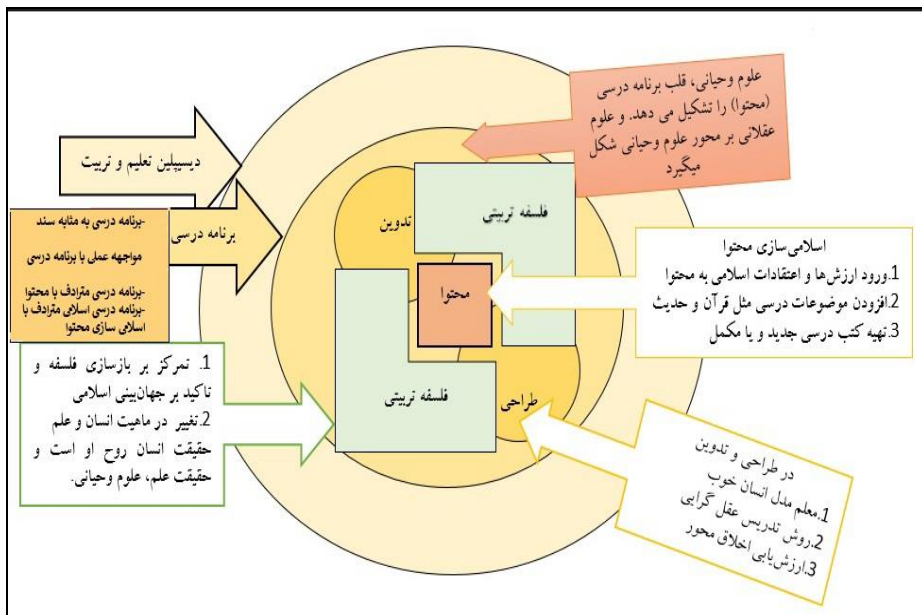 علوم وحیانی، قلب برنامه درسی
(محتوا) را تشکیل می دهد. و علوم
عقلانی بر محور علوم وحیانی شکل
میگیرد
دیسیپلین تعلیم و تربیت
برنامه درسی
-برنامه درسی به مثابه سند
مواجهه عملی با برنامه درسی
-برنامه درسی مترادف با محتوا
-برنامه درسی اسلامی مترادف با
اسلامی سازی محتوا
تدوین
فلسفه تربیتی
محتوا
فلسفه تربیتی
طراحی
اسلامی‌سازی محتوا
1.ورود ارزش‌ها و اعتقادات اسلامی به محتوا
2.افزودن موضوعات درسی مثل قرآن و حدیث
3.تهیه کتب درسی جدید و یا مکمل
1. تمرکز بر بازسازی فلسفه و
تاکید بر جهان‌بینی اسلامی
2.تغییر در ماهیت انسان و علم
حقیقت انسان روح او است و
حقیقت علم، علوم وحیانی.
در طراحی و تدوین
1.معلم مدل انسان خوب
2.روش تدریس عقل گرایی
3.ارزش‌یابی اخلاق محور